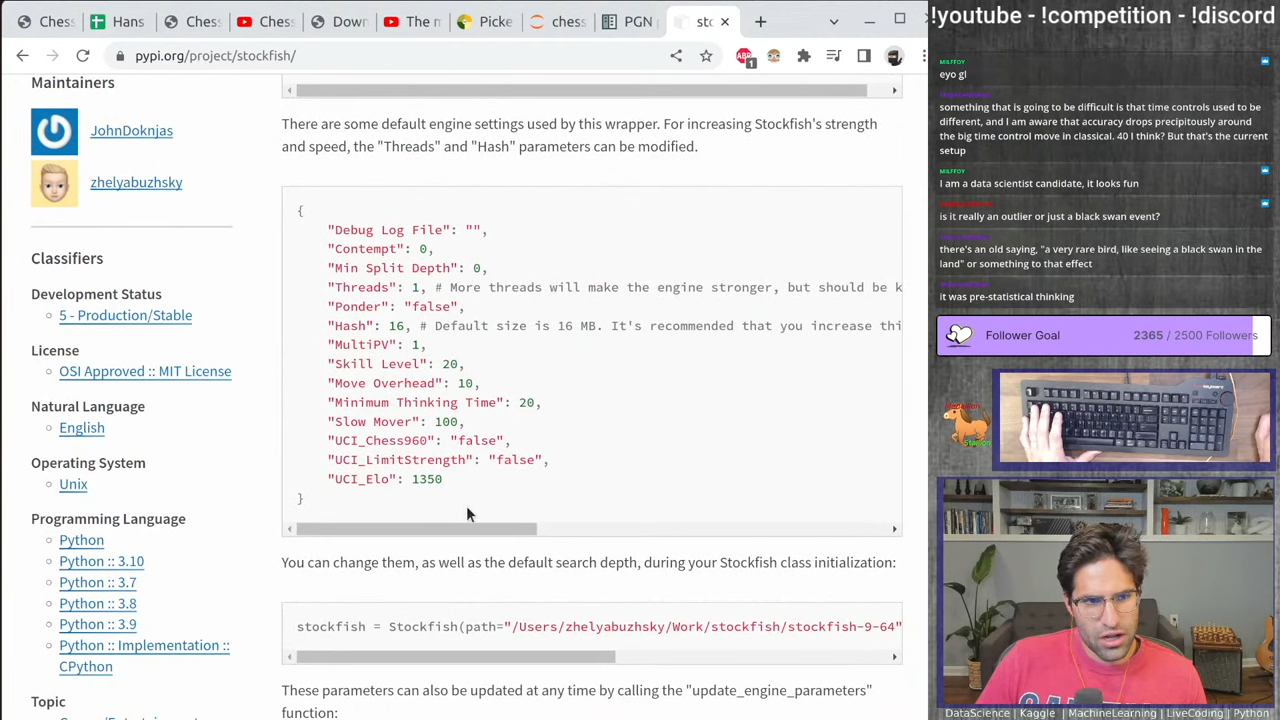 Chess
Hans
Chess
Chess
Down
The m
Picke
chess
PGN
sto
pypi.org/project/stockfish/
1
Maintainers
JohnDoknjas
zhelyabuzhsky
Classifiers
Development Status
5 - Production/Stable
License
OSI Approved :: MIT License
Natural Language
English
Operating System
Unix
Programming Language
Python
Python :: 3.10
Python :: 3.7
Python :: 3.8
Python :: 3.9
Python :: Implementation ::
CPython
Topic
There are some default engine settings used by this wrapper. For increasing Stockfish's strength
and speed, the "Threads" and "Hash" parameters can be modified.
{
"Debug Log File": "",
"Contempt": 0,
"Min Split Depth": 0,
"Threads": 1, # More threads will make the engine stronger, but should be k
"Ponder": "false",
"Hash": 16, # Default size is 16 MB. It's recommended that you increase thi
"MultiPV": 1,
"Skill Level": 20,
"Move Overhead": 10,
"Minimum Thinking Time": 20,
"Slow Mover": 100,
"UCI_Chess960": "false",
"UCI_LimitStrength": "false",
"UCI_Elo": 1350
}
You can change them, as well as the default search depth, during your Stockfish class initialization:
stockfish = Stockfish(path="/Users/zhelyabuzhsky/Work/stockfish/stockfish-9-64"
These parameters can also be updated at any time by calling the "update_engine_parameters"
function:
!youtube - !competition - !discord
MILFFOY
eyo gl
something that is going to be difficult is that time controls used to be
different, and I am aware that accuracy drops precipitously around
the big time control move in classical. 40 I think? But that's the current
setup
MILFFOY
I am a data scientist candidate, it looks fun
is it really an outlier or just a black swan event?
there's an old saying, "a very rare bird, like seeing a black swan in the
land" or something to that effect
it was pre-statistical thinking
Follower Goal 2365 / 2500 Followers
Medallion
Stallion
DataScience | Kaggle | MachineLearning | LiveCoding | Python